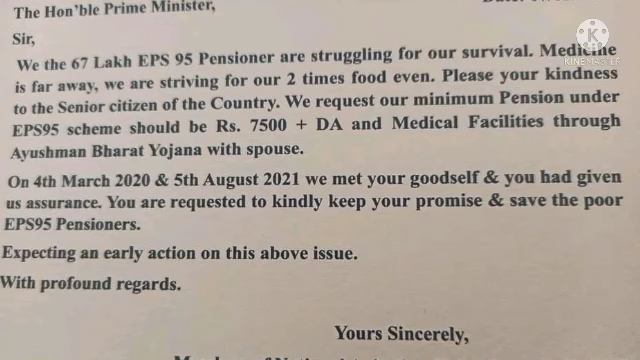 The Hon'ble Prime Minister,
Sir,
We the 67 Lakh EPS 95 Pensioner are struggling for our survival. Medicine
is far away, we are striving for our 2 times food even. Please your kindness
to the Senior citizen of the Country. We request our minimum Pension under
EPS95 scheme should be Rs. 7500 + DA and Medical Facilities through
Ayushman Bharat Yojana with spouse.
On 4th March 2020 & 5th August 2021 we met your goodself & you had given
us assurance. You are requested to kindly keep your promise & save the poor
EPS95 Pensioners.
Expecting an early action on this above issue.
With profound regards.
Yours Sincerely,
K
KINEMASTER